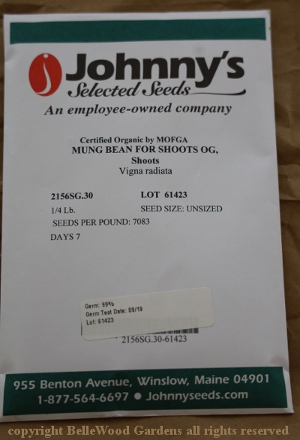 Johnny's
Selected Seeds
An employee-owned company
Certified Organic by MOFGA
MUNG BEAN FOR SHOOTS OG,
Shoots
Vigna radiata
2156SG.30 LOT 61423
1/4 Lb. SEED SIZE: UNSIZED
SEEDS PER POUND: 7083
DAYS 7
Germ: 99%
Germ Test Date: 09/19
Lot: 61423
2156SG.30-61423
955 Benton Avenue, Winslow, Maine 04901
1-877-564-6697 ● Johnnyseeds.com
copyright BelleWood Gardens all rights reserved